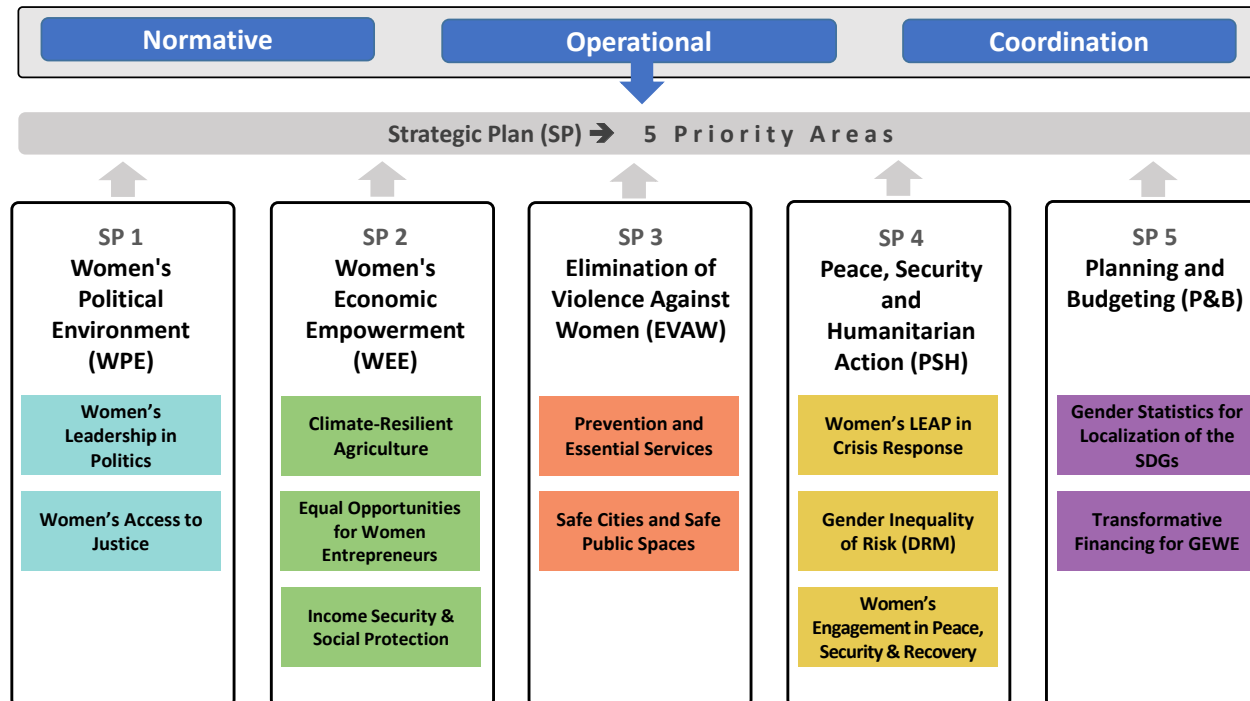 Normative
Operational
Coordination
Strategic Plan (SP) ➔ 5 Priority Areas
SP 1
Women's
Political
Environment
(WPE)
Women’s
Leadership in
Politics
Women’s Access to
Justice
SP 2
Women's
Economic
Empowerment
(WEE)
Climate-Resilient
Agriculture
Equal Opportunities
for Women
Entrepreneurs
Income Security &
Social Protection
SP 3
Elimination of
Violence Against
Women (EVAW)
Prevention and
Essential Services
Safe Cities and Safe
Public Spaces
SP 4
Peace, Security
and
Humanitarian
Action (PSH)
Women’s LEAP in
Crisis Response
Gender Inequality
of Risk (DRM)
Women’s
Engagement in Peace,
Security & Recovery
SP 5
Planning and
Budgeting (P&B)
Gender Statistics for
Localization of the
SDGs
Transformative
Financing for GEWE